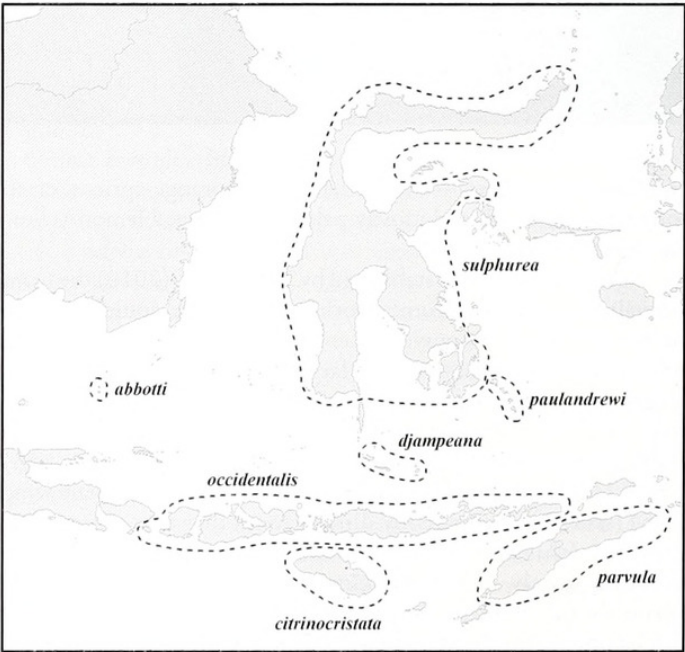 sulphurea
abbotti
paulandrewi
djampeana
occidentalis
parvula
citrinocristata